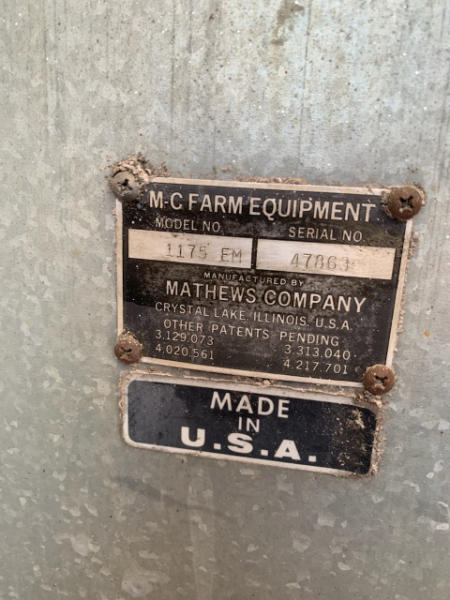 M-C FARM EQUIPMENT
MODEL NO.
SERIAL NO.
1175 EM
47863
MANUFACTURED BY
MATHEWS COMPANY
CRYSTAL LAKE, ILLINOIS, U.S.A.
OTHER PATENTS PENDING
3,129,073
3,313,040
4,020,561
4,217,701
MADE
IN
U.S.A.